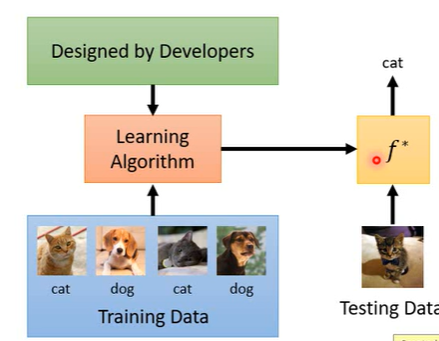 Designed by Developers
cat
Learning
Algorithm
f*
cat
dog
cat
dog
Training Data
Testing Data